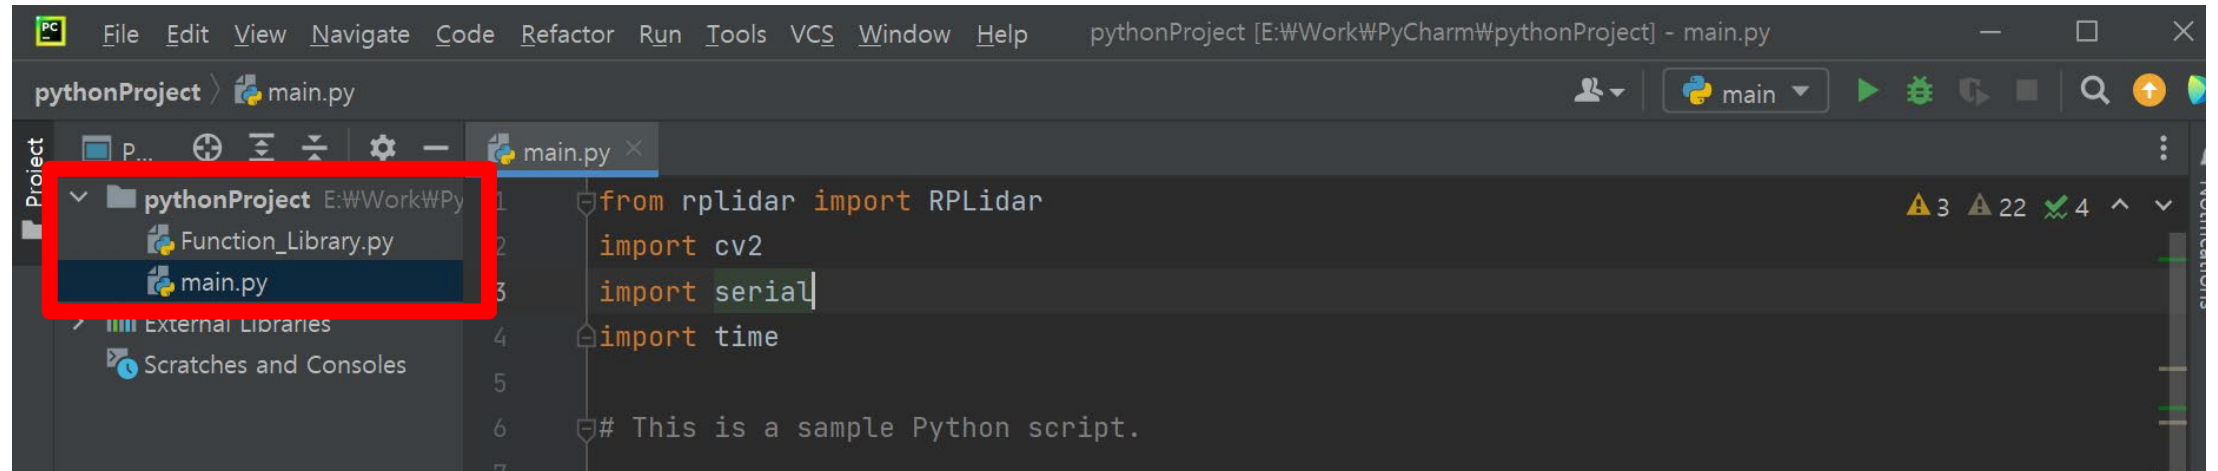 PC File Edit View Navigate Code Refactor Run Tools VCS Window Help pythonProject [E:₩Work₩PyCharm₩pythonProject] - main.py
pythonProject 〉 main.py main
Project P... main.py
pythonProject E:₩Work₩Py 1 from rplidar import RPLidar 3 22 4
Function_Library.py 2 import cv2
main.py 3 import serial
External Libraries 4 import time
Scratches and Consoles 5
6 # This is a sample Python script.
7
Notifications